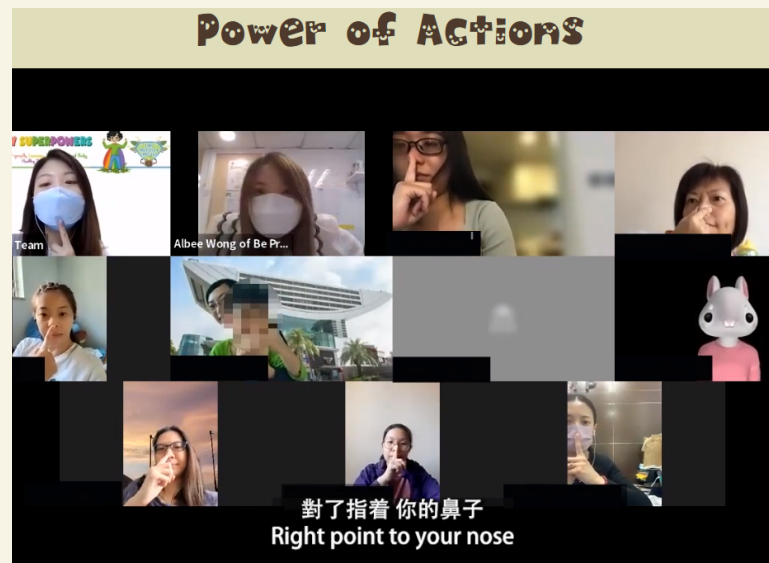 Power of Actions
Y SUPERPOWERS
Team
Albee Wong of Be Pr...
對了指着 你的鼻子
Right point to your nose